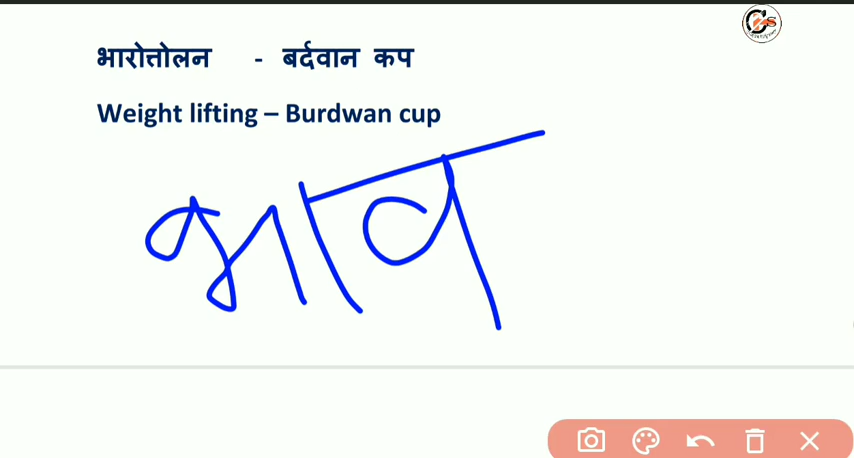 भारोत्तोलन - बर्दवान कप
Weight lifting – Burdwan cup
भाव